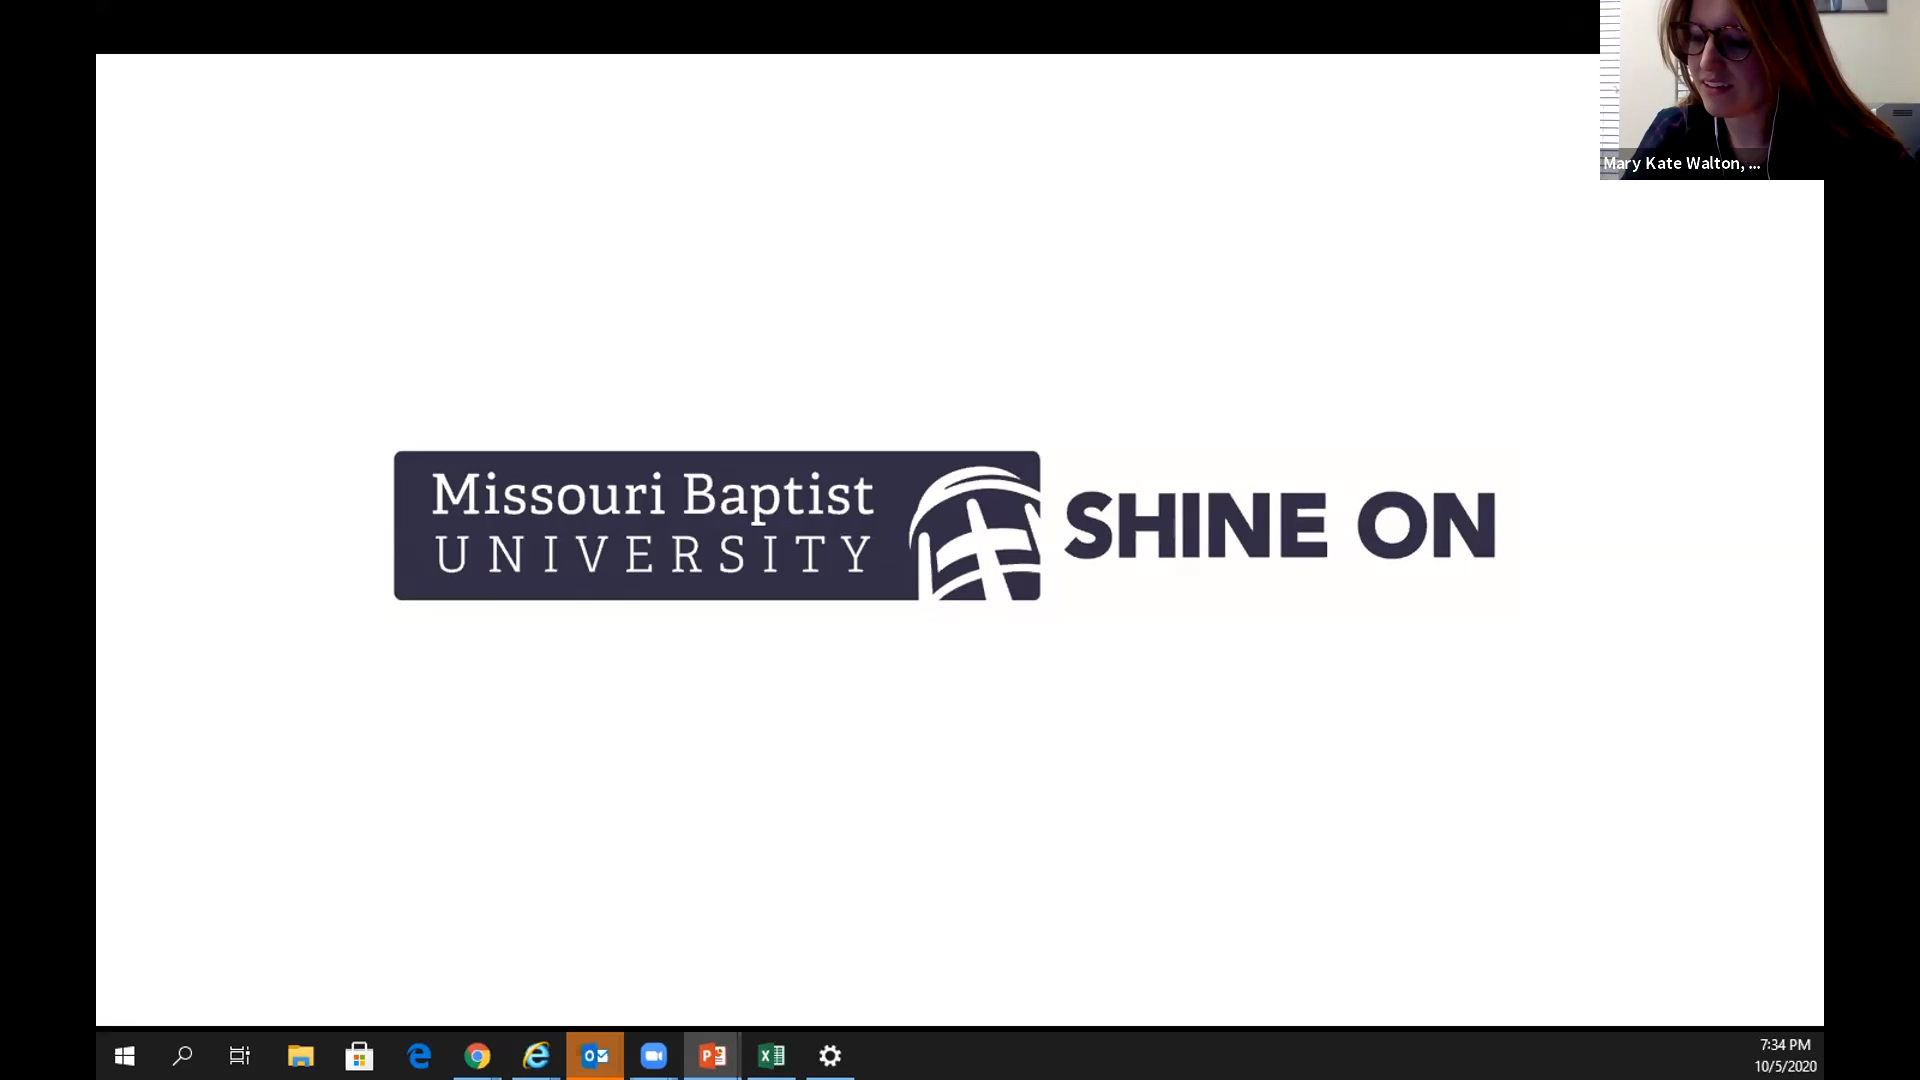 Mary Kate Walton, ...
Missouri Baptist
UNIVERSITY
SHINE ON
7:34 PM
10/5/2020